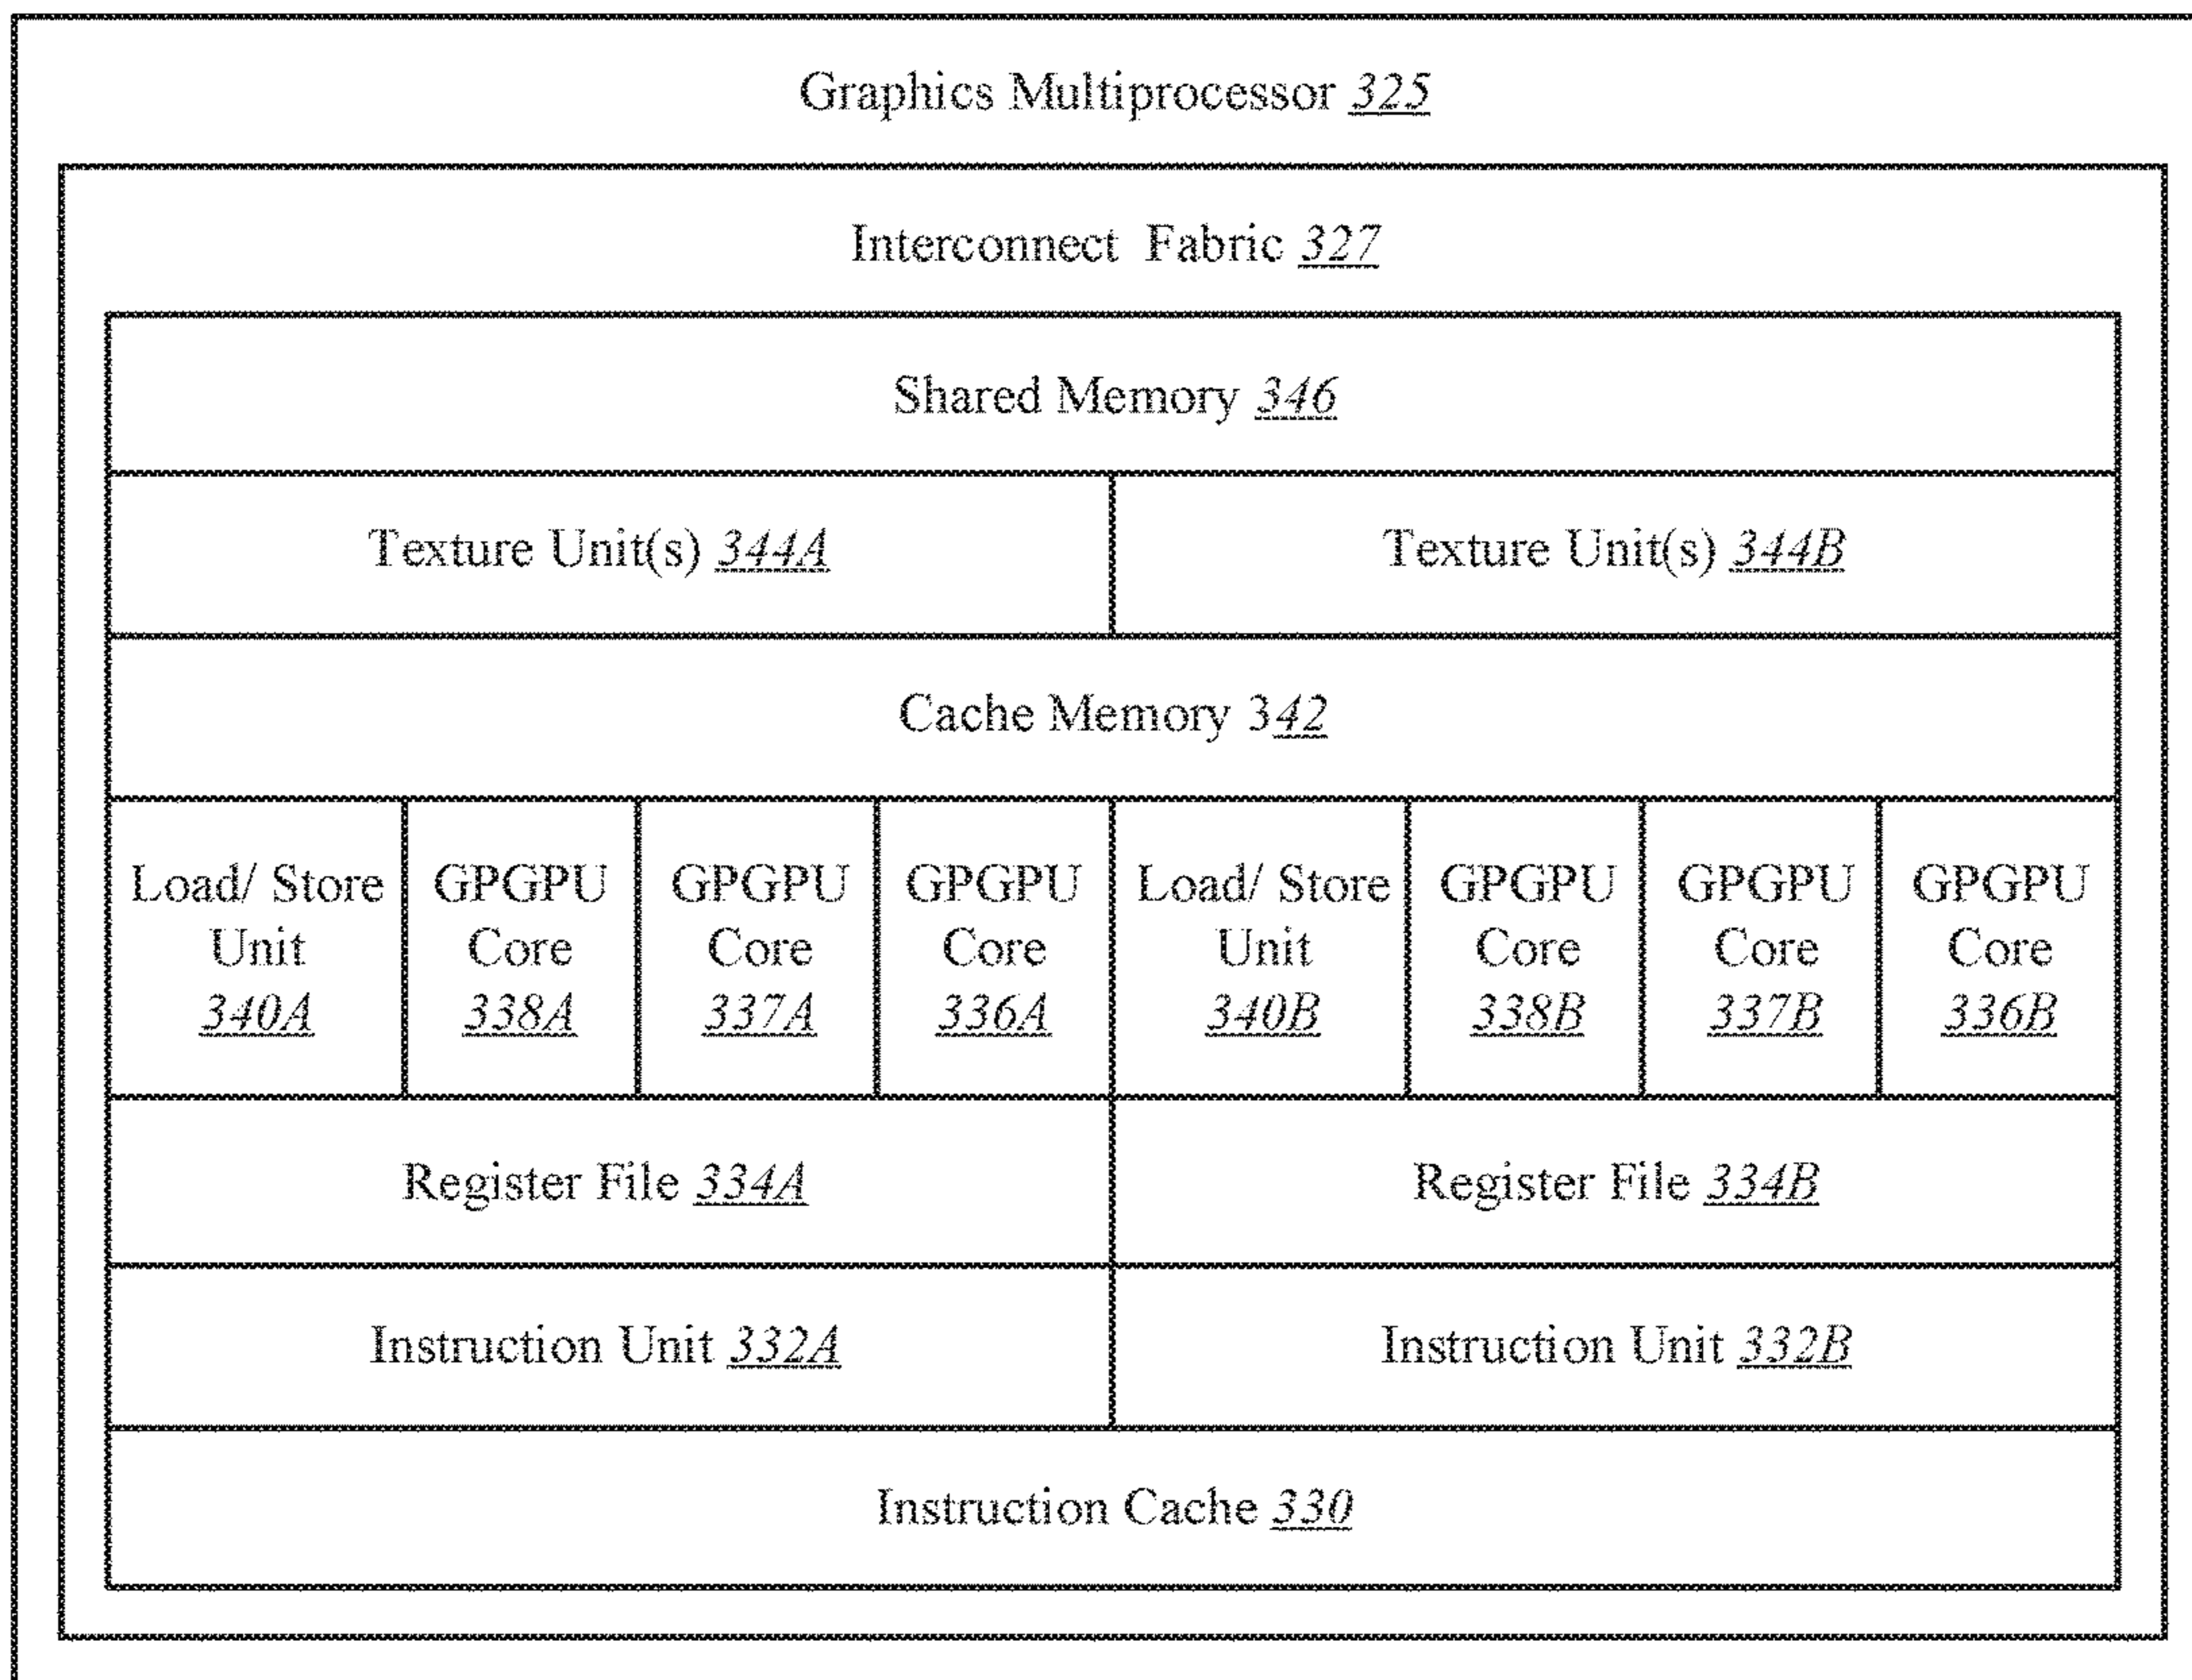 Graphics Multiprocessor 325
Interconnect Fabric 327
Shared Memory 346
Texture Unit(s) 344A
Texture Unit(s) 344B
Cache Memory 342
Load/ Store
Unit
340A
GPGPU
Core
338A
GPGPU
Core
337A
GPGPU
Core
336A
Load/ Store
Unit
340B
GPGPU
Core
338B
GPGPU
Core
337B
GPGPU
Core
336B
Register File 334A
Register File 334B
Instruction Unit 332A
Instruction Unit 332B
Instruction Cache 330